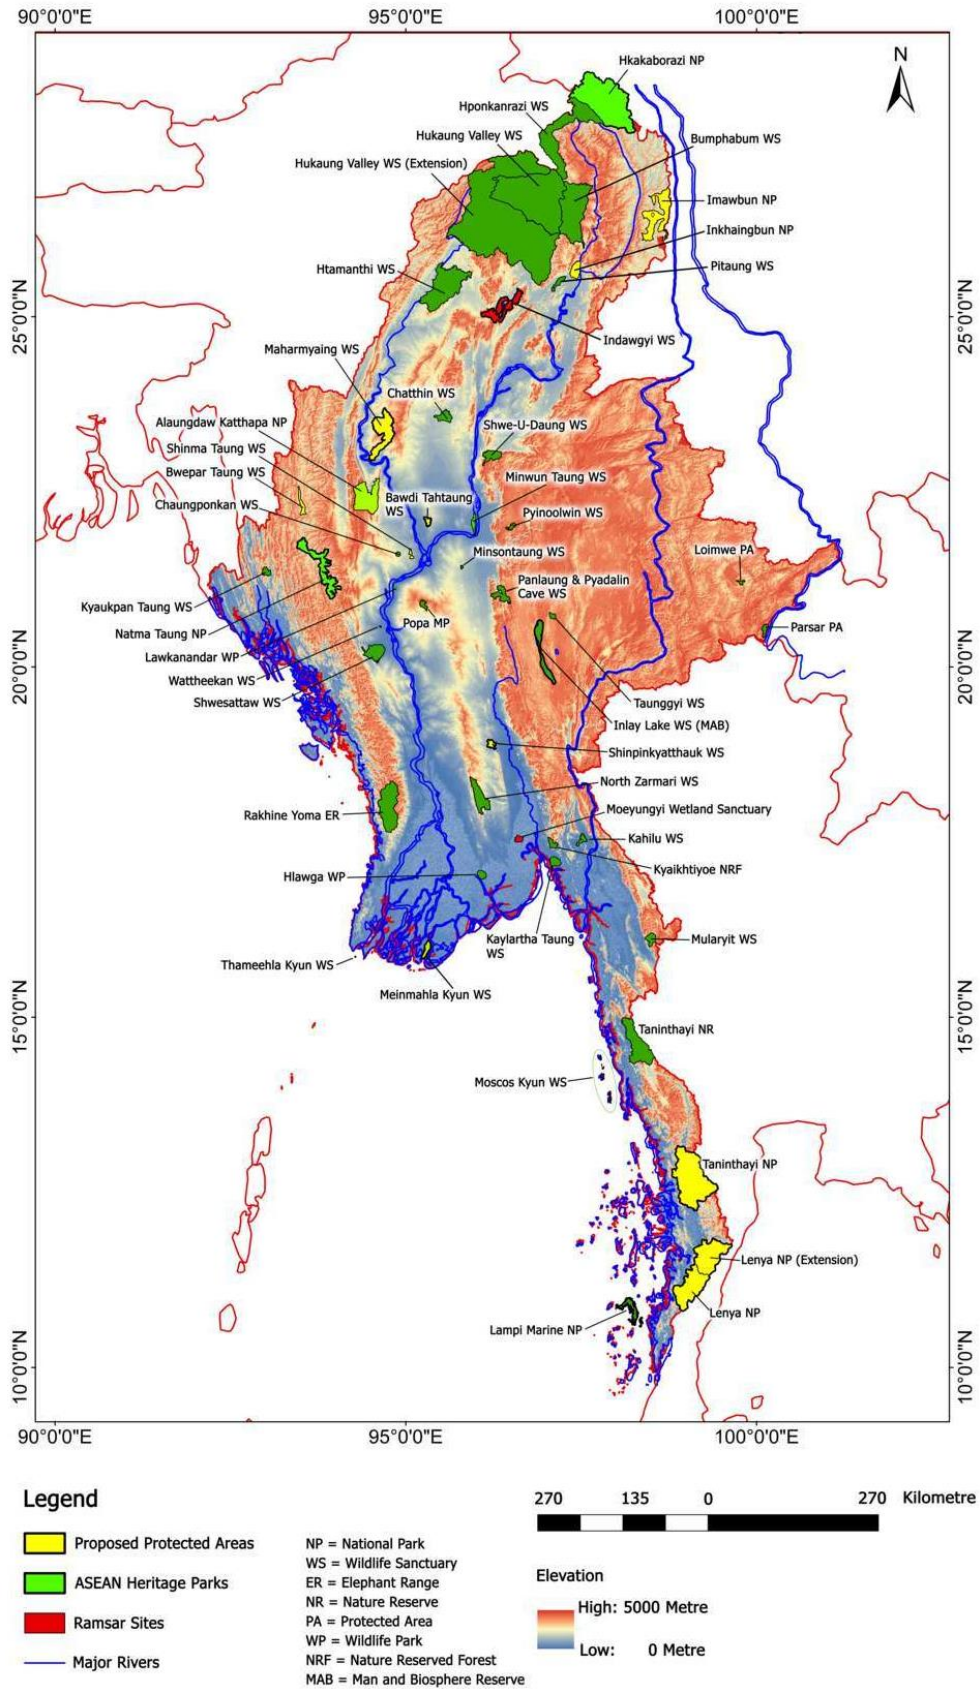 90°0'0"E
95°0'0"E
100°0'0"E
N
Hkakaborazi NP
Hponkanrazi WS
Hukaung Valley WS
Bumphabum WS
Hukaung Valley WS (Extension)
Imawbun NP
Inkhaingbun NP
Pitaung WS
Htamanthi WS
25°0'0"N
25°0'0"N
Indawgyi WS
Maharmyaing WS
Chatthin WS
Alaungdaw Katthapa NP
Shwe-U-Daung WS
Shinma Taung WS
Bwepar Taung WS
Minwun Taung WS
Chaungponkan WS
Bawdi Tahtaung
WS
Pyinoolwin WS
Minsontaung WS
Loimwe PA
Kyaukpan Taung WS
Panlaung & Pyadalin
Cave WS
Natma Taung NP
Popa MP
Parsar PA
Lawkanandar WP
20°0'0"N
20°0'0"N
Wattheekan WS
Shwesattaw WS
Taunggyi WS
Inlay Lake WS (MAB)
Shinpinkyatthauk WS
North Zarmari WS
Rakhine Yoma ER
Moeyungyi Wetland Sanctuary
Kahilu WS
Kyaikhtiyoe NRF
Hlawga WP
Kaylartha Taung
WS
Mularyit WS
Thameehla Kyun WS
Meinmahla Kyun WS
15°0'0"N
15°0'0"N
Taninthayi NR
Moscos Kyun WS
Taninthayi NP
Lenya NP (Extension)
Lenya NP
Lampi Marine NP
10°0'0"N
10°0'0"N
90°0'0"E
95°0'0"E
100°0'0"E
Legend
Proposed Protected Areas
ASEAN Heritage Parks
Ramsar Sites
Major Rivers
NP = National Park
WS = Wildlife Sanctuary
ER = Elephant Range
NR = Nature Reserve
PA = Protected Area
WP = Wildlife Park
NRF = Nature Reserved Forest
MAB = Man and Biosphere Reserve
270 135 0 270 Kilometre
Elevation
High: 5000 Metre
Low: 0 Metre